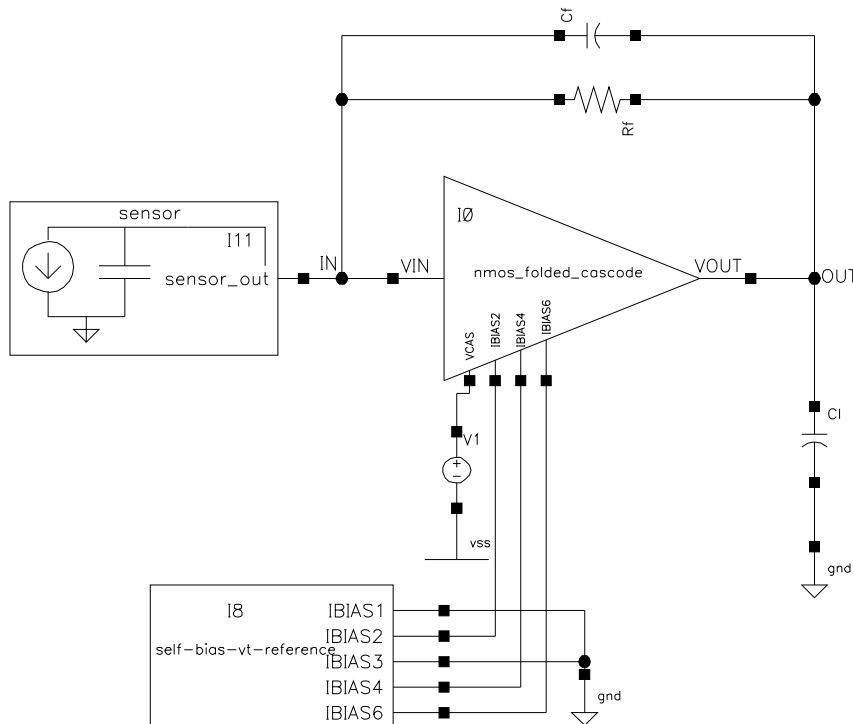 Cf
Rf
sensor
I11
sensor_out
IN
VIN
I0
nmos_folded_cascode
VOUT
OUT
VCAS
IBIAS2
IBIAS4
IBIAS6
V1
+
-
vss
Cl
gnd
I8
self-bias-vt-reference
IBIAS1
IBIAS2
IBIAS3
IBIAS4
IBIAS6
gnd